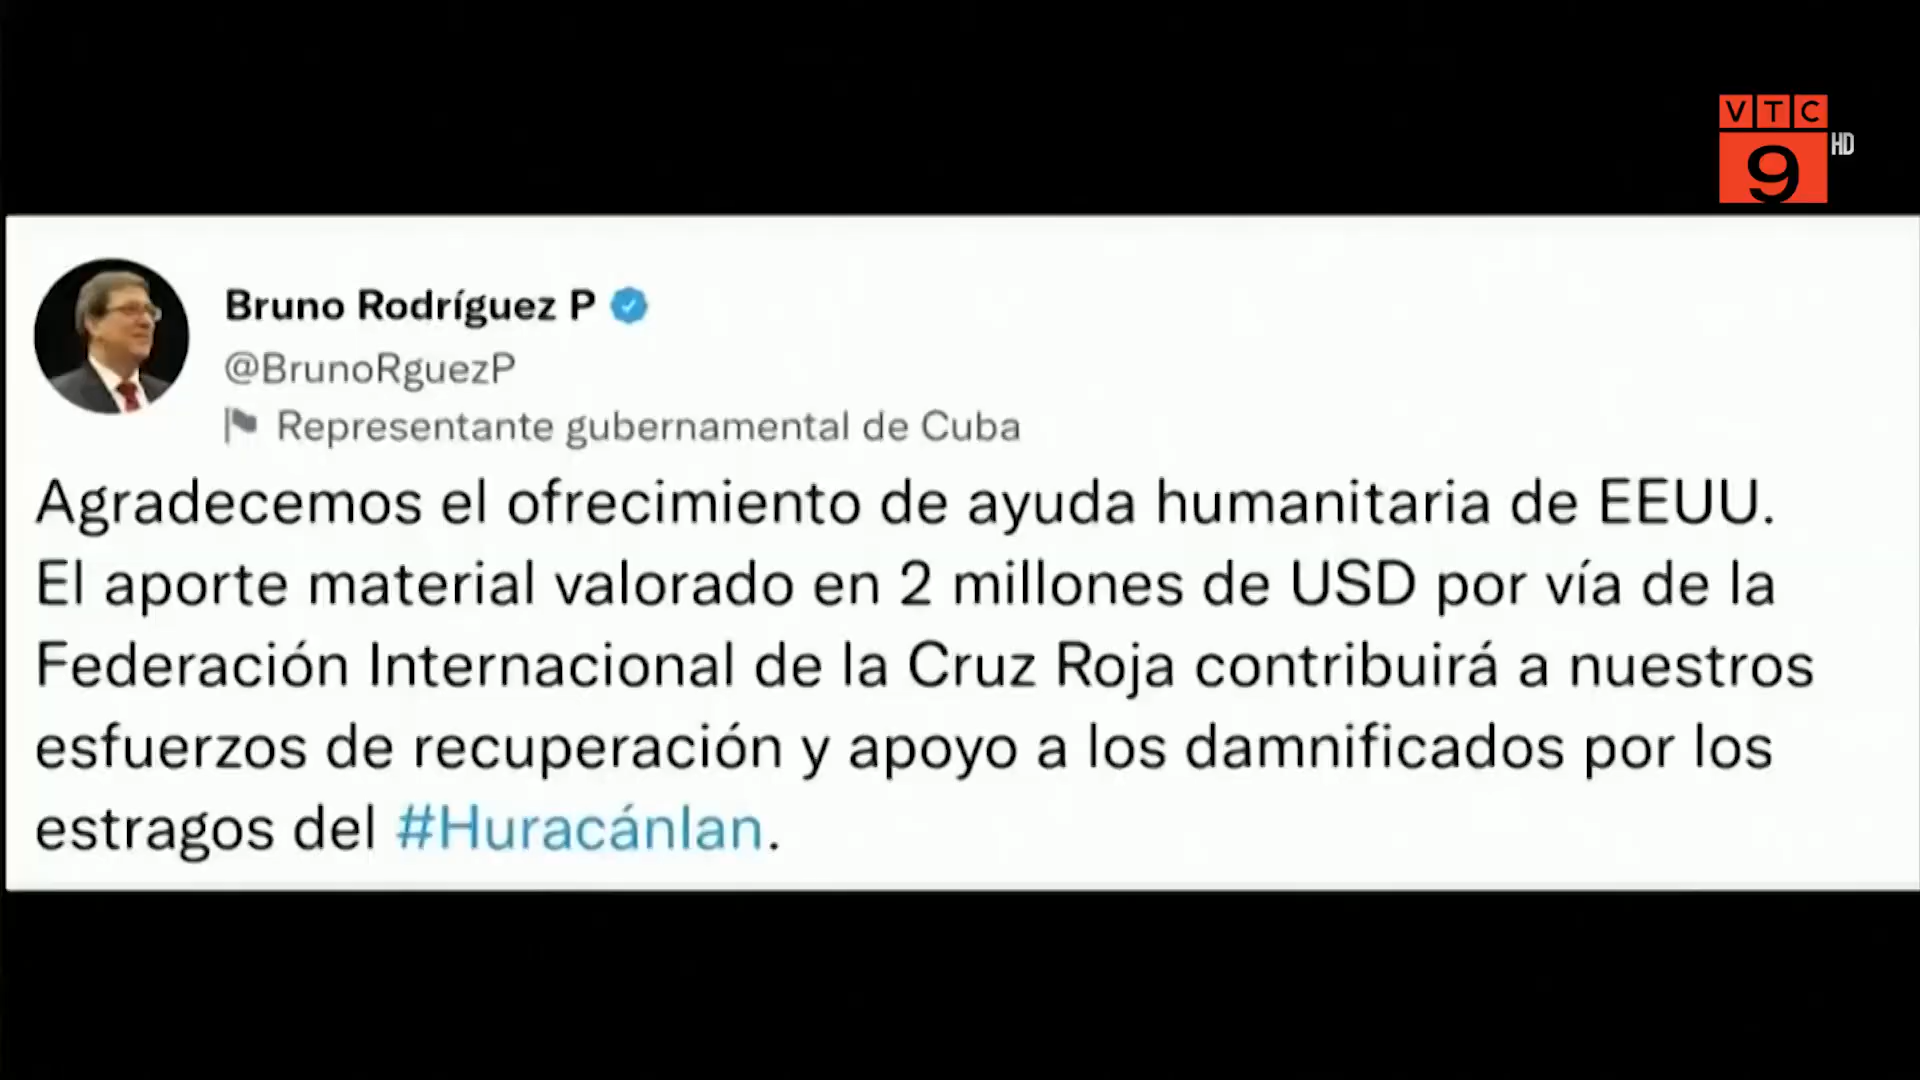 VTC
9
HD
Bruno Rodríguez P
@BrunoRguezP
Representante gubernamental de Cuba
Agradecemos el ofrecimiento de ayuda humanitaria de EEUU.
El aporte material valorado en 2 millones de USD por vía de la
Federación Internacional de la Cruz Roja contribuirá a nuestros
esfuerzos de recuperación y apoyo a los damnificados por los
estragos del #HuracánIan.